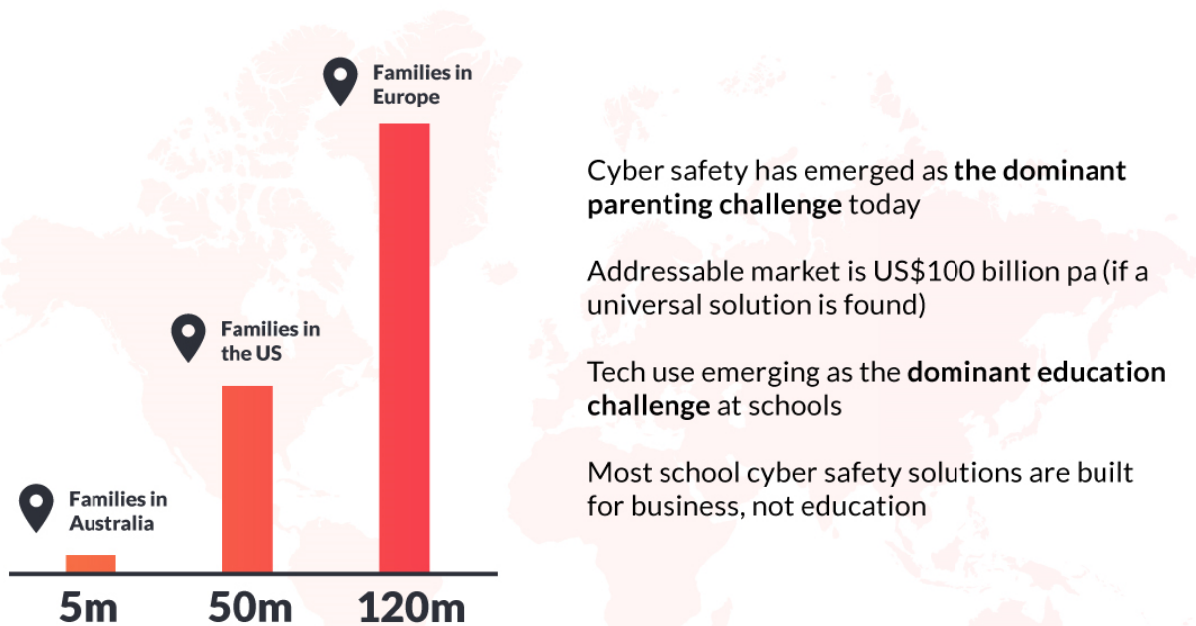 Families in
Europe
Families in
the US
Families in
Australia
5m
50m
120m
Cyber safety has emerged as the dominant
parenting challenge today
Addressable market is US$100 billion pa (if a
universal solution is found)
Tech use emerging as the dominant education
challenge at schools
Most school cyber safety solutions are built
for business, not education